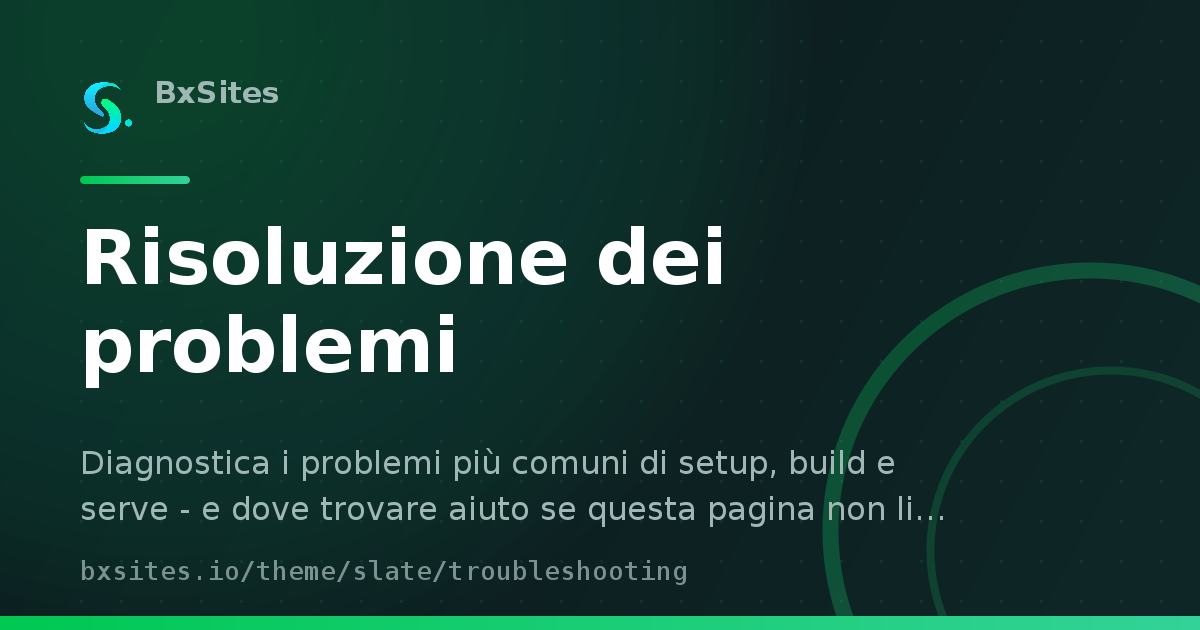 BxSites
Risoluzione dei
problemi
Diagnostica i problemi più comuni di setup, build e
serve - e dove trovare aiuto se questa pagina non li…
bxsites.io/theme/slate/troubleshooting